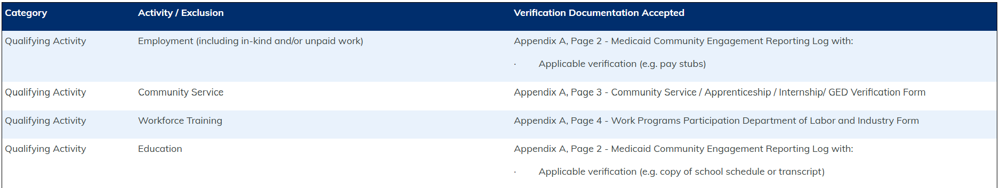 Category Activity / Exclusion Verification Documentation Accepted
Qualifying Activity Employment (including in-kind and/or unpaid work) Appendix A, Page 2 - Medicaid Community Engagement Reporting Log with:
· Applicable verification (e.g. pay stubs)
Qualifying Activity Community Service Appendix A, Page 3 - Community Service / Apprenticeship / Internship/ GED Verification Form
Qualifying Activity Workforce Training Appendix A, Page 4 - Work Programs Participation Department of Labor and Industry Form
Qualifying Activity Education Appendix A, Page 2 - Medicaid Community Engagement Reporting Log with:
· Applicable verification (e.g. copy of school schedule or transcript)